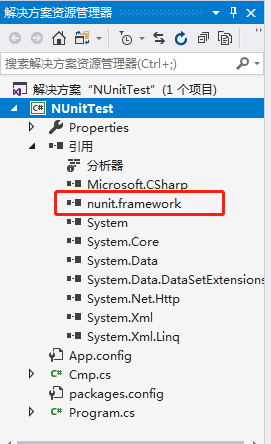 解决方案资源管理器
搜索解决方案资源管理器(Ctrl+;)
解决方案"NUnitTest" (1 个项目)
NUnitTest
Properties
引用
分析器
Microsoft.CSharp
nunit.framework
System
System.Core
System.Data
System.Data.DataSetExtensions
System.Net.Http
System.Xml
System.Xml.Linq
App.config
Cmp.cs
packages.config
Program.cs